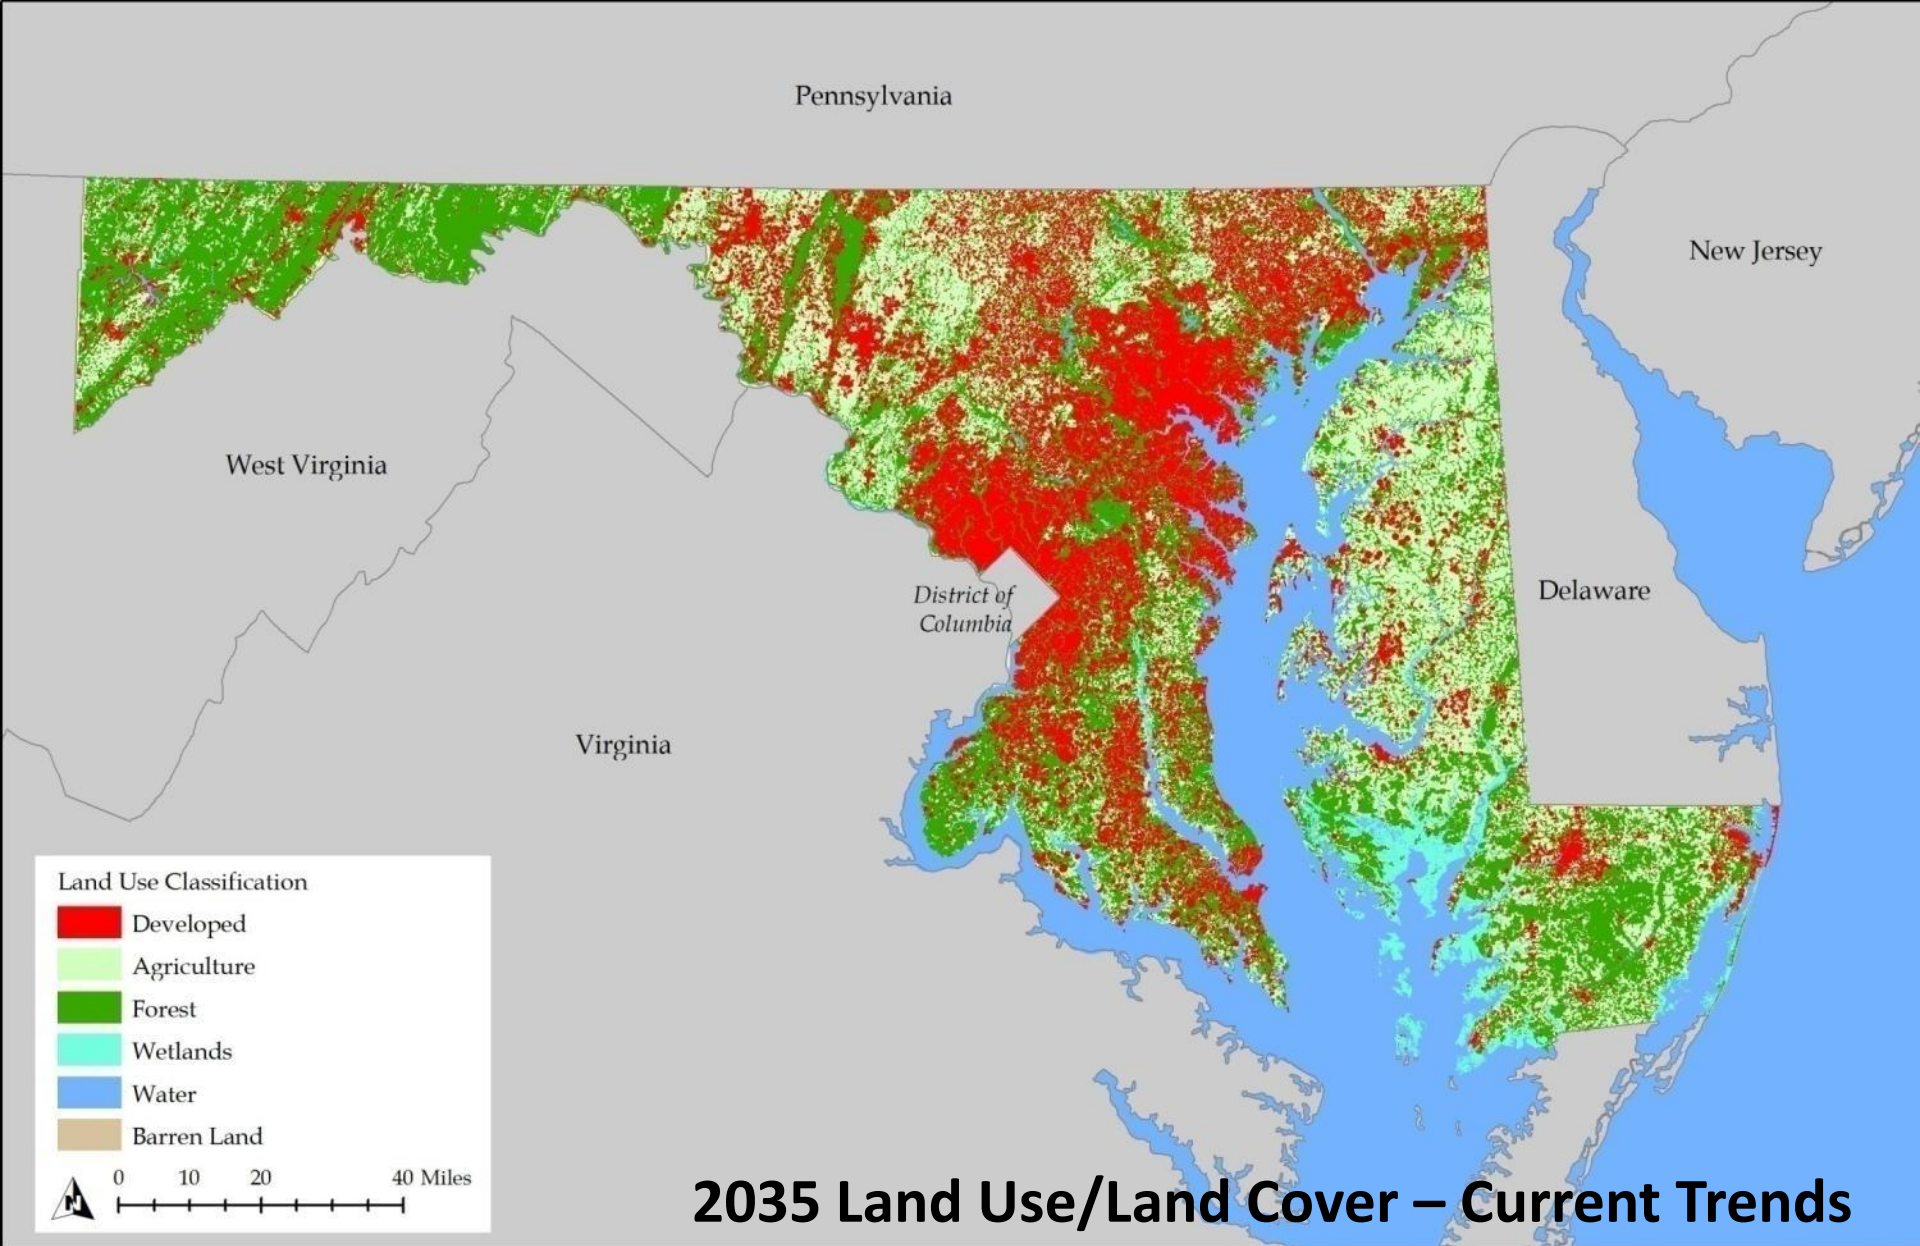 Pennsylvania
New Jersey
West Virginia
District of
Columbia
Delaware
Virginia
Land Use Classification
Developed
Agriculture
Forest
Wetlands
Water
Barren Land
0 10 20 40 Miles
N
2035 Land Use/Land Cover – Current Trends